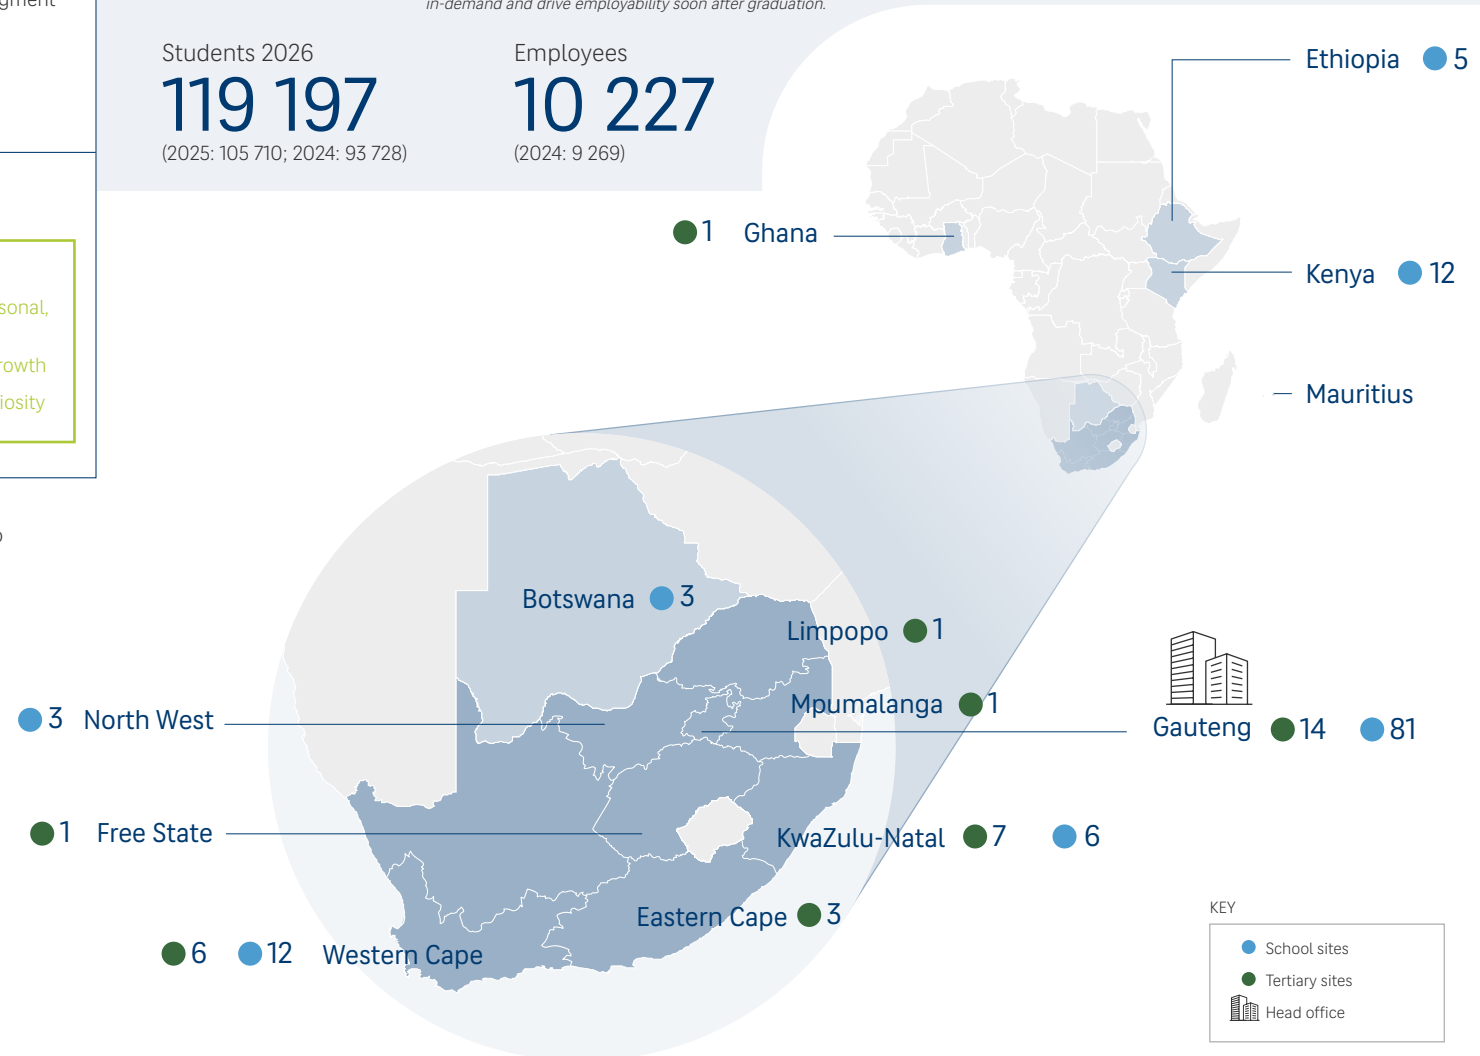 in-demand and drive employability soon after graduation.
Students 2026
119 197
(2025: 105 710; 2024: 93 728)
Employees
10 227
(2024: 9 269)
Ethiopia 5
1 Ghana
Kenya 12
rowth
Mauritius
Botswana 3
Limpopo 1
Mpumalanga 1
3 North West
Gauteng 14 81
1 Free State
KwaZulu-Natal 7 6
Eastern Cape 3
6 12 Western Cape
KEY
School sites
Tertiary sites
Head office